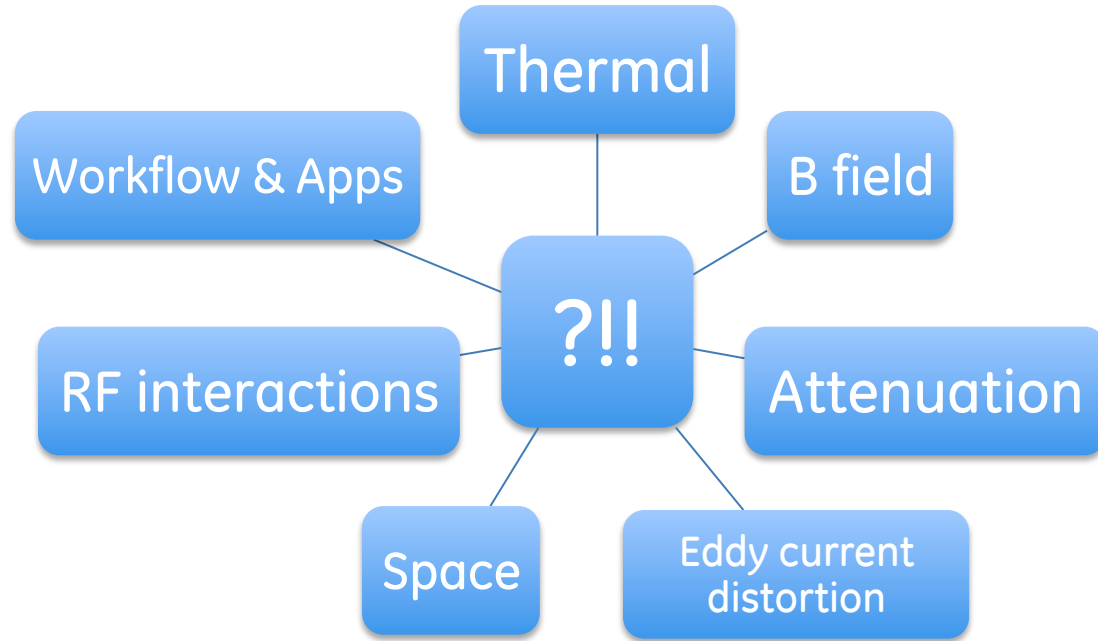 Thermal
Workflow & Apps
B field
?!!
RF interactions
Attenuation
Space
Eddy current
distortion